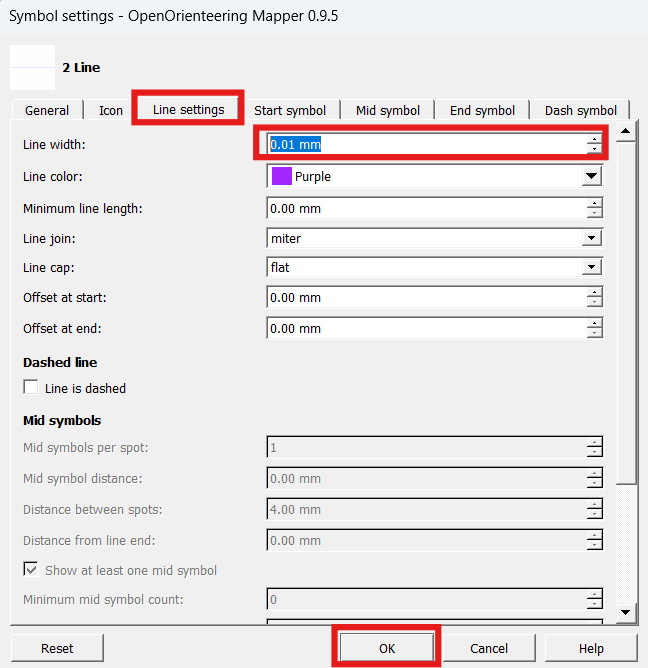 Symbol settings - OpenOrienteering Mapper 0.9.5
2 Line
General Icon Line settings Start symbol Mid symbol End symbol Dash symbol
Line width: 0.01 mm
Line color: Purple
Minimum line length: 0.00 mm
Line join: miter
Line cap: flat
Offset at start: 0.00 mm
Offset at end: 0.00 mm
Dashed line
Line is dashed
Mid symbols
Mid symbols per spot: 1
Mid symbol distance: 0.00 mm
Distance between spots: 4.00 mm
Distance from line end: 0.00 mm
Show at least one mid symbol
Minimum mid symbol count: 0
Reset OK Cancel Help